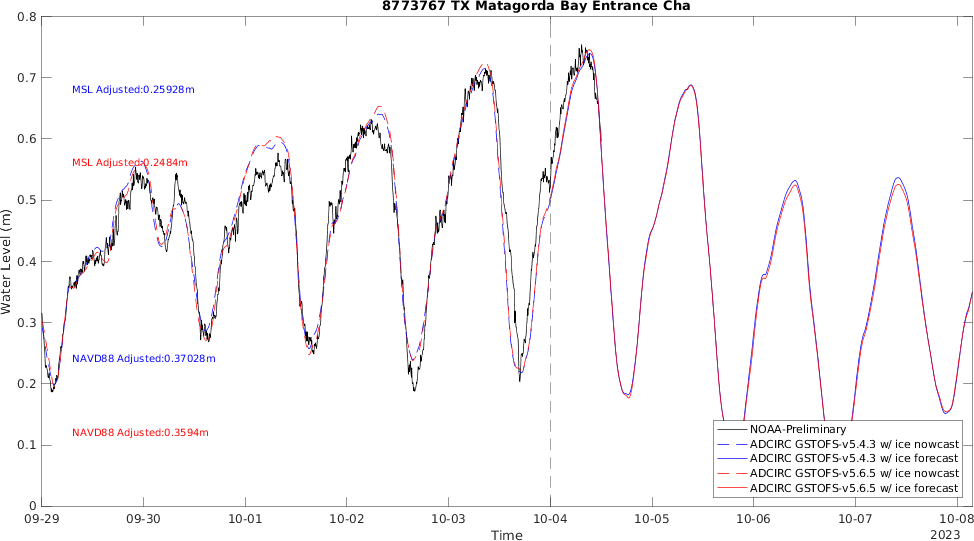 8773767 TX Matagorda Bay Entrance Cha
0.8
0.7
0.6
0.5
0.4
0.3
0.2
0.1
0
Water Level (m)
MSL Adjusted:0.25928m
MSL Adjusted:0.2484m
NAVD88 Adjusted:0.37028m
NAVD88 Adjusted:0.3594m
NOAA-Preliminary
ADCIRC GSTOFS-v5.4.3 w/ ice nowcast
ADCIRC GSTOFS-v5.4.3 w/ ice forecast
ADCIRC GSTOFS-v5.6.5 w/ ice nowcast
ADCIRC GSTOFS-v5.6.5 w/ ice forecast
09-29 09-30 10-01 10-02 10-03 10-04 10-05 10-06 10-07 10-08
Time
2023